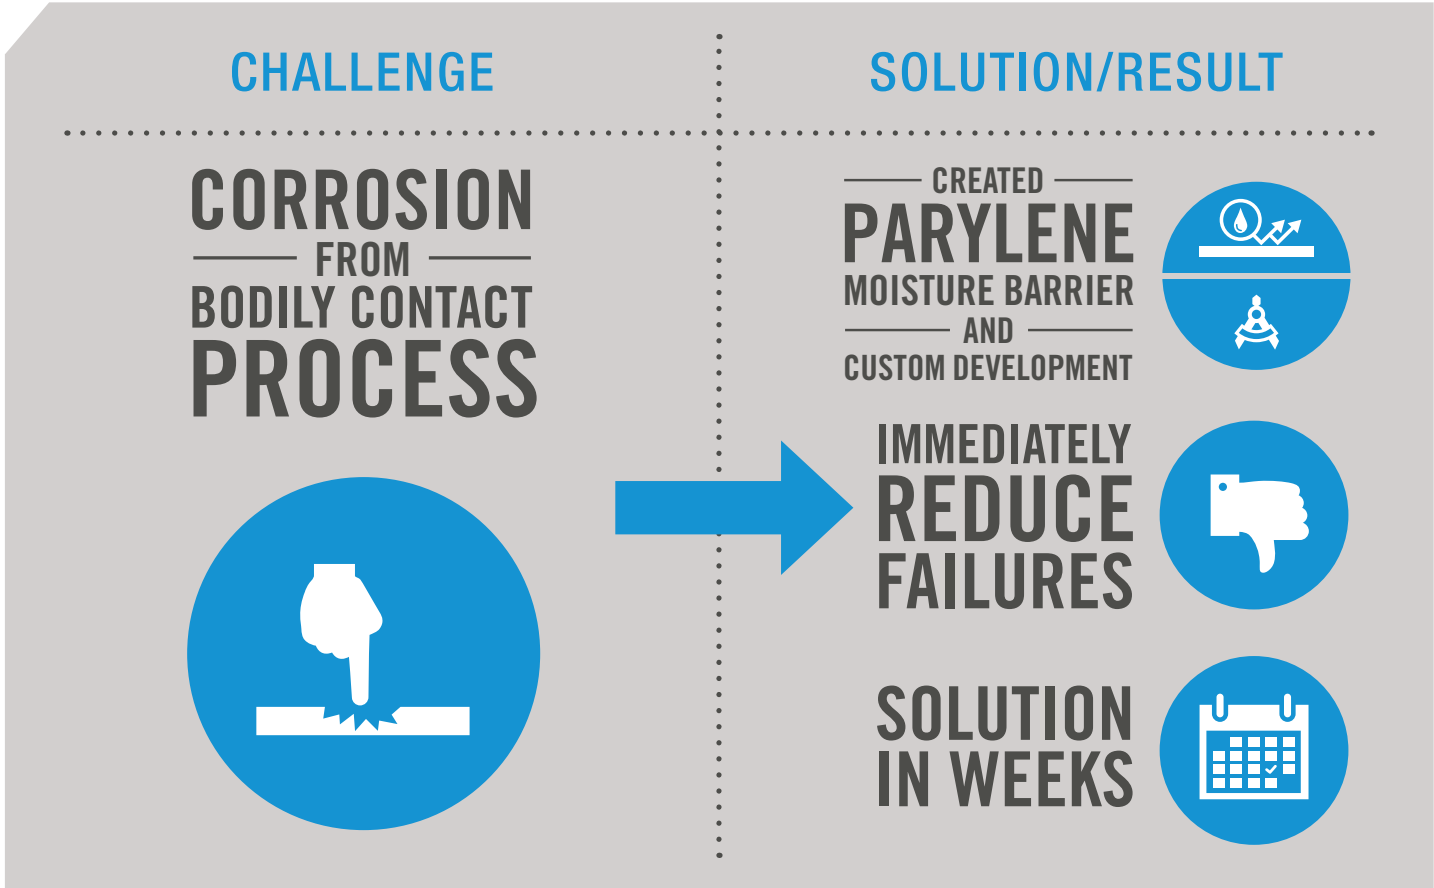 CHALLENGE
CORROSION
FROM
BODILY CONTACT
PROCESS
SOLUTION/RESULT
CREATED
PARYLENE
MOISTURE BARRIER
AND
CUSTOM DEVELOPMENT
IMMEDIATELY
REDUCE
FAILURES
SOLUTION
IN WEEKS